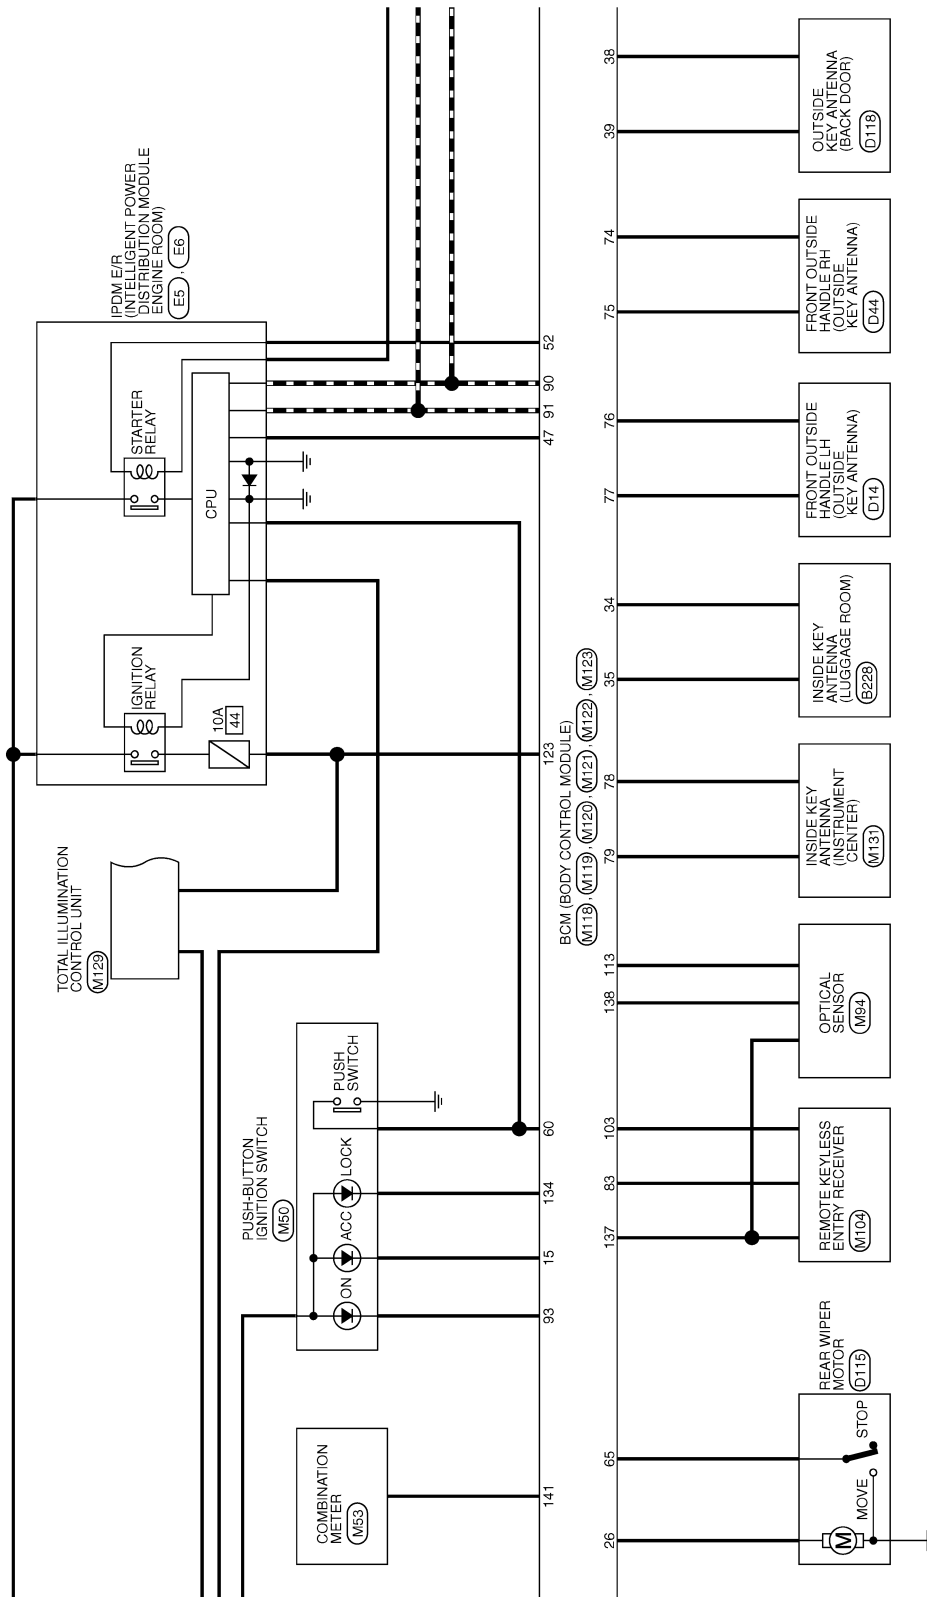 IPDM E/R
(INTELLIGENT POWER
DISTRIBUTION MODULE
ENGINE ROOM)
E5 , E6
STARTER
RELAY
CPU
IGNITION
RELAY
10A
44
52
90
91
47
123
TOTAL ILLUMINATION
CONTROL UNIT
M129
PUSH-BUTTON
IGNITION SWITCH
M50
PUSH
SWITCH
LOCK
ACC
ON
60
134
15
93
COMBINATION
METER
M53
141
BCM (BODY CONTROL MODULE)
M118 , M119 , M120 , M121 , M122 , M123
38
39
OUTSIDE
KEY ANTENNA
(BACK DOOR)
D118
74
75
FRONT OUTSIDE
HANDLE RH
(OUTSIDE
KEY ANTENNA)
D44
76
77
FRONT OUTSIDE
HANDLE LH
(OUTSIDE
KEY ANTENNA)
D14
34
35
INSIDE KEY
ANTENNA
(LUGGAGE ROOM)
B228
78
79
INSIDE KEY
ANTENNA
(INSTRUMENT
CENTER)
M131
113
138
OPTICAL
SENSOR
M94
103
83
137
REMOTE KEYLESS
ENTRY RECEIVER
M104
REAR WIPER
MOTOR
D115
65
26
STOP
MOVE
M